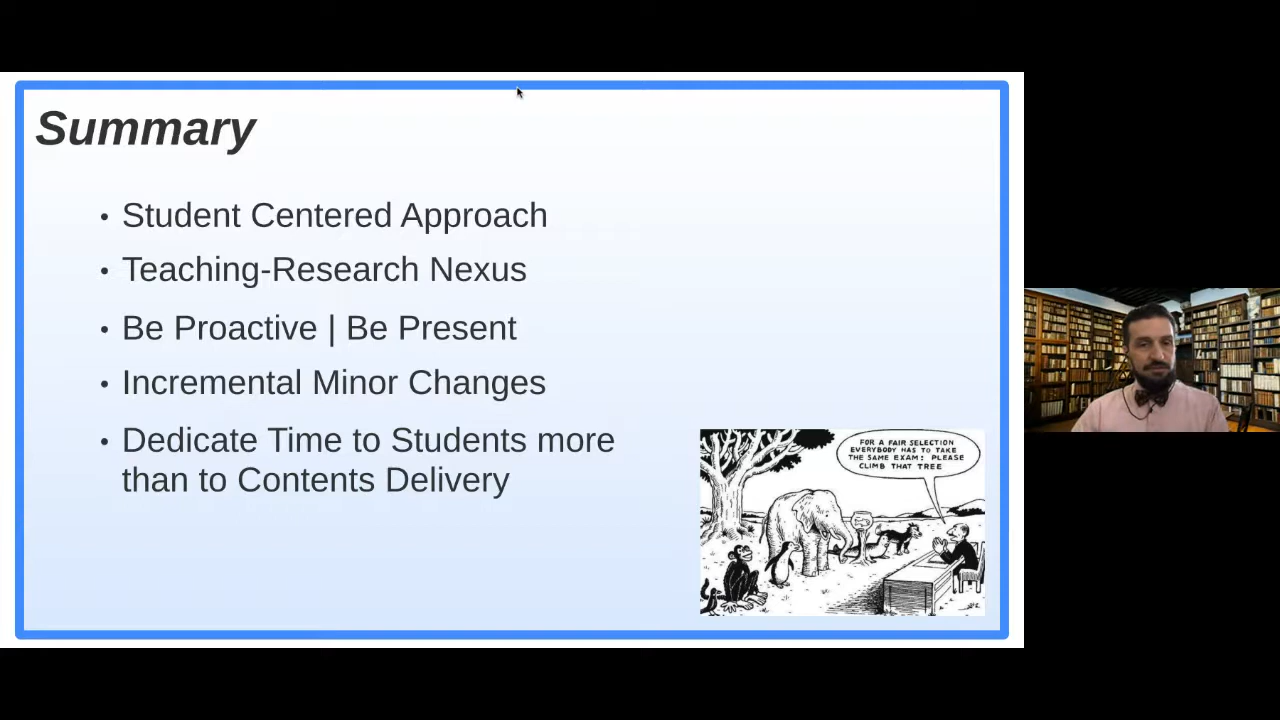 Summary
• Student Centered Approach
• Teaching-Research Nexus
• Be Proactive | Be Present
• Incremental Minor Changes
• Dedicate Time to Students more
than to Contents Delivery
FOR A FAIR SELECTION
EVERYBODY HAS TO TAKE
THE SAME EXAM: PLEASE
CLIMB THAT TREE